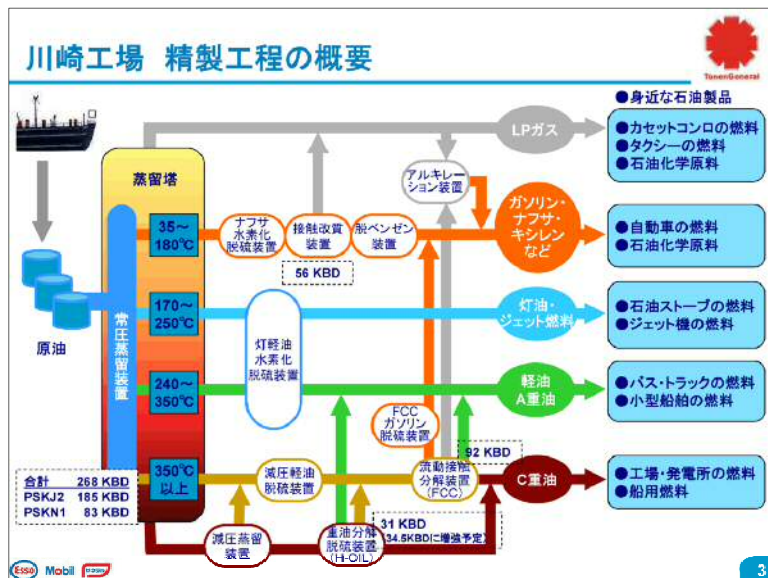 川崎工場 精製工程の概要
TonenGeneral
●身近な石油製品
LPガス
●カセットコンロの燃料
●タクシーの燃料
●石油化学原料
蒸留塔
アルキレー
ション装置
35～
180℃
ナフサ
水素化
脱硫装置
接触改質
装置
脱ベンゼン
装置
ガソリン・
ナフサ・
キシレン
など
●自動車の燃料
●石油化学原料
56 KBD
原油
常圧蒸留装置
170～
250℃
灯軽油
水素化
脱硫装置
灯油・
ジェット燃料
●石油ストーブの燃料
●ジェット機の燃料
240～
350℃
軽油
A重油
●バス・トラックの燃料
●小型船舶の燃料
FCC
ガソリン
脱硫装置
92 KBD
350℃
以上
減圧軽油
脱硫装置
流動接触
分解装置
(FCC)
C重油
●工場・発電所の燃料
●船用燃料
合計 268 KBD
PSKJ2 185 KBD
PSKN1 83 KBD
減圧蒸留
装置
重油分解
脱硫装置
(H-OIL)
31 KBD
(34.5KBDに増強予定)
Esso Mobil
3